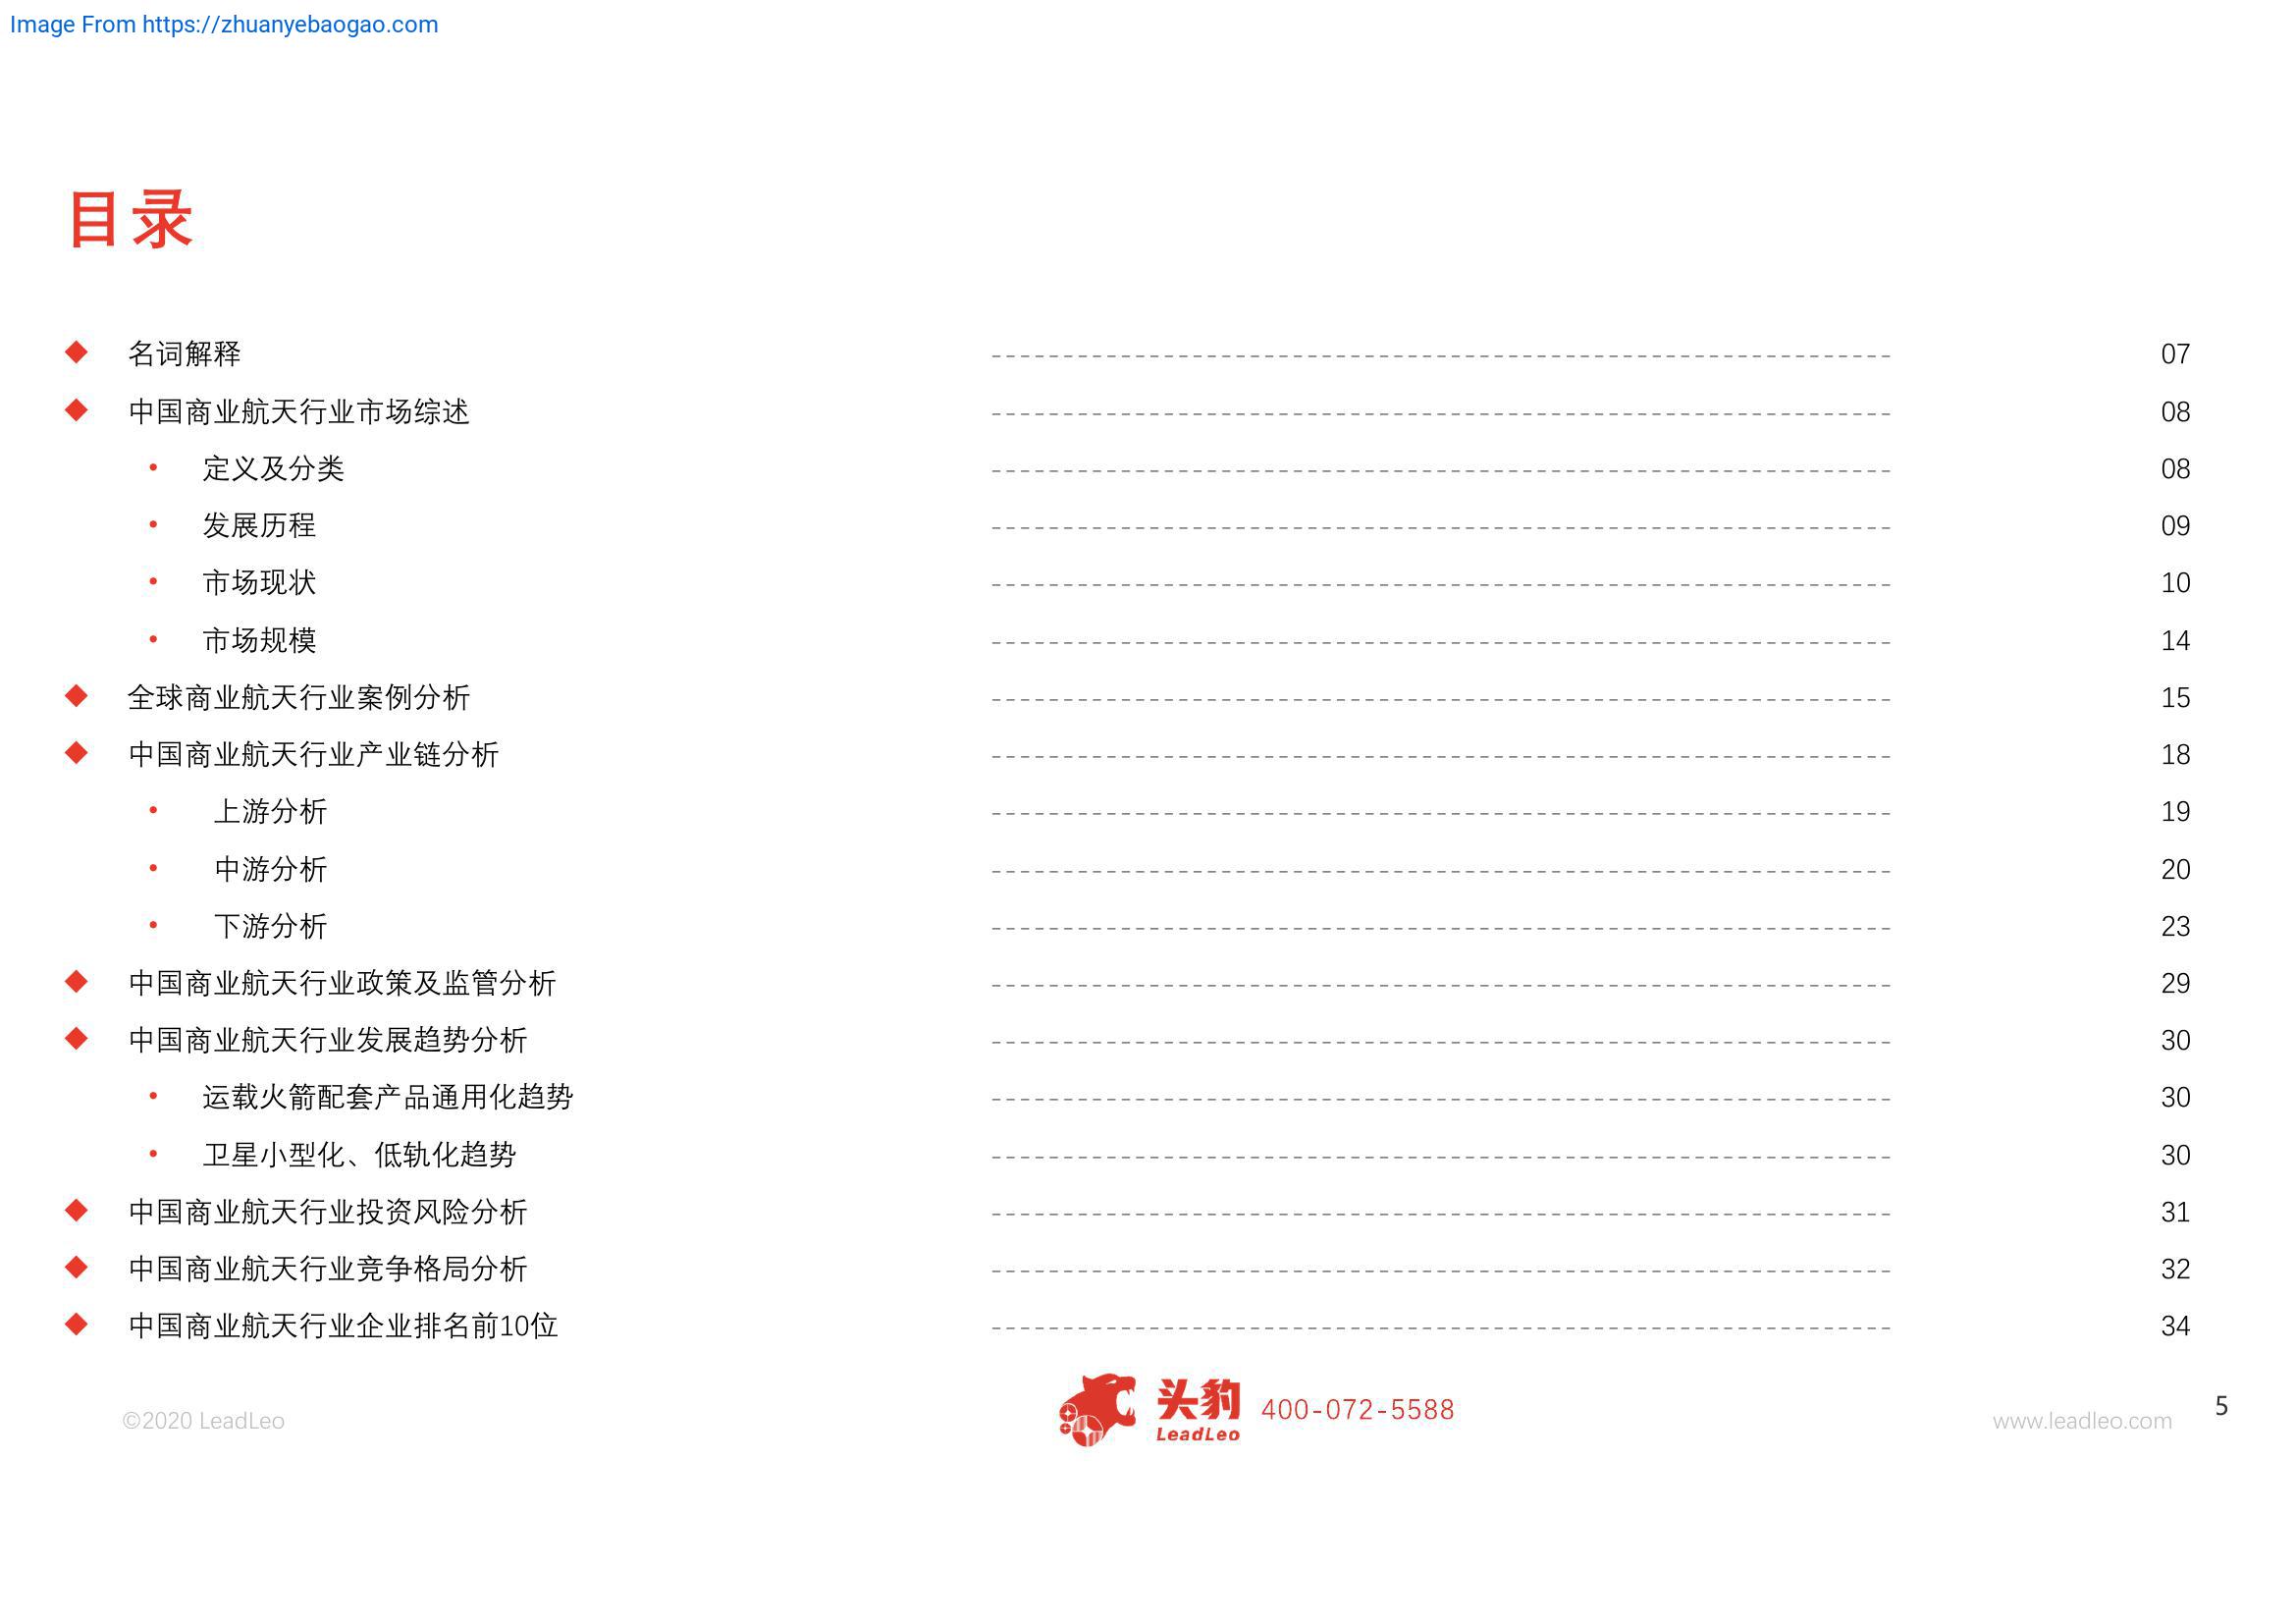 Image From https://zhuanyebaogao.com
目录
名词解释 07
中国商业航天行业市场综述 08
定义及分类 08
发展历程 09
市场现状 10
市场规模 14
全球商业航天行业案例分析 15
中国商业航天行业产业链分析 18
上游分析 19
中游分析 20
下游分析 23
中国商业航天行业政策及监管分析 29
中国商业航天行业发展趋势分析 30
运载火箭配套产品通用化趋势 30
卫星小型化、低轨化趋势 30
中国商业航天行业投资风险分析 31
中国商业航天行业竞争格局分析 32
中国商业航天行业企业排名前10位 34
©2020 LeadLeo
头豹
LeadLeo
400-072-5588
www.leadleo.com
5